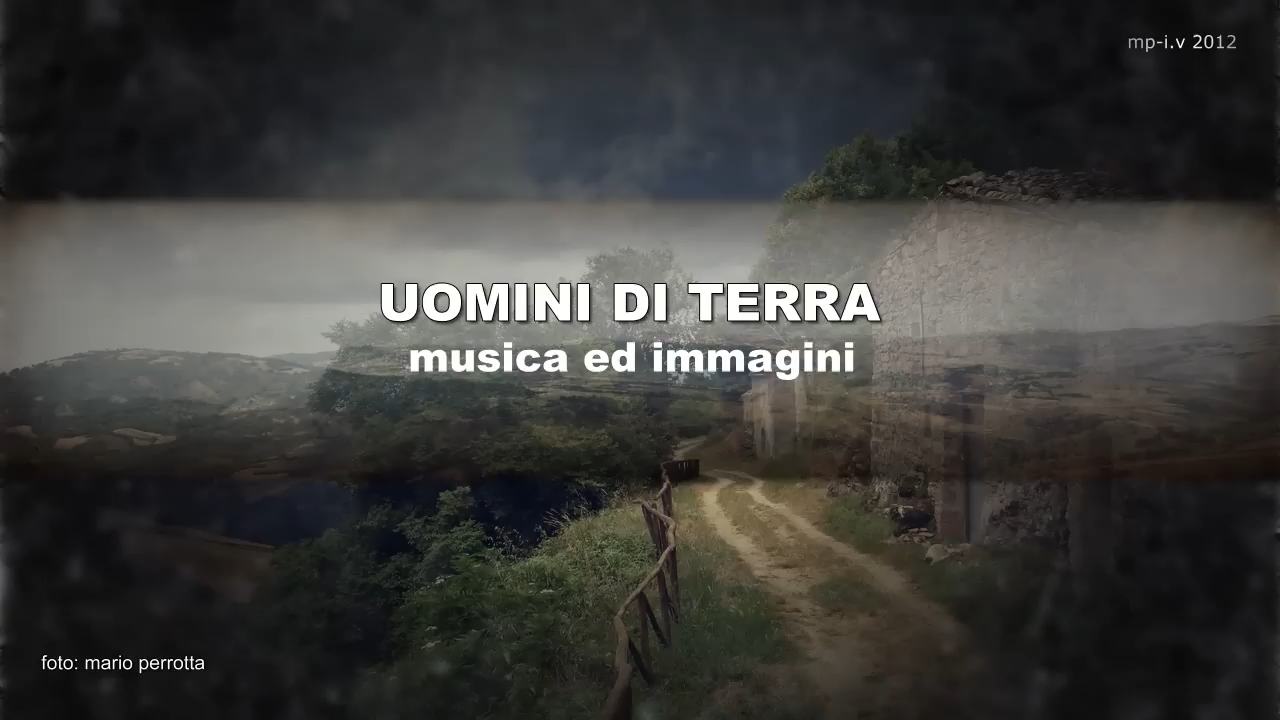 mp-i.v 2012
UOMINI DI TERRA
musica ed immagini
foto: mario perrotta